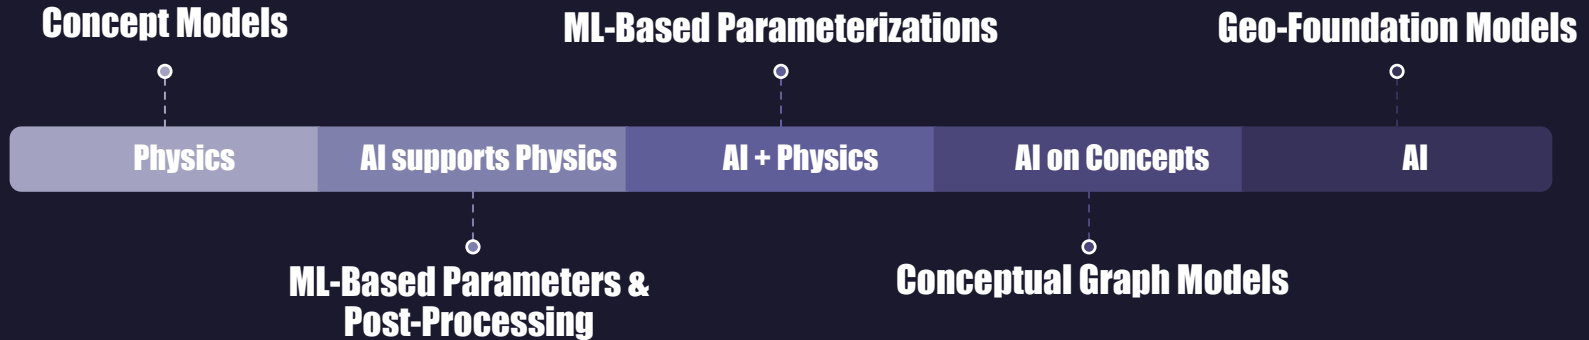 Concept Models
ML-Based Parameterizations
Geo-Foundation Models
Physics
AI supports Physics
AI + Physics
AI on Concepts
AI
ML-Based Parameters &
Post-Processing
Conceptual Graph Models